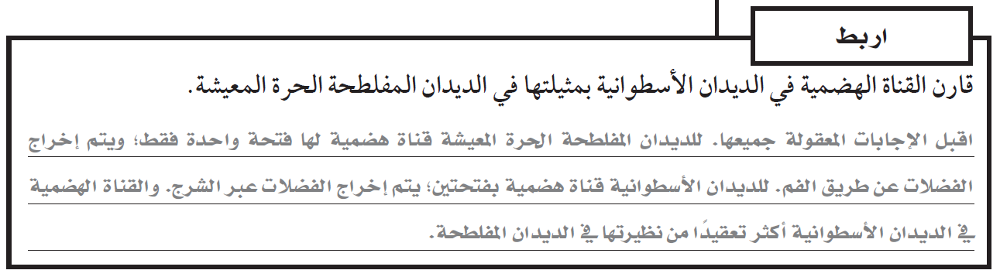 اربط
قارن القناة الهضمية في الديدان الأسطوانية بمثيلتها في الديدان المفلطحة الحرة المعيشة.
اقبل الإجابات المعقولة جميعها. للديدان المفلطحة الحرة المعيشة قناة هضمية لها فتحة واحدة فقط؛ ويتم إخراج
الفضلات عن طريق الفم. للديدان الأسطوانية قناة هضمية بفتحتين؛ يتم إخراج الفضلات عبر الشرج. والقناة الهضمية
في الديدان الأسطوانية أكثر تعقيدًا من نظيرتها في الديدان المفلطحة.